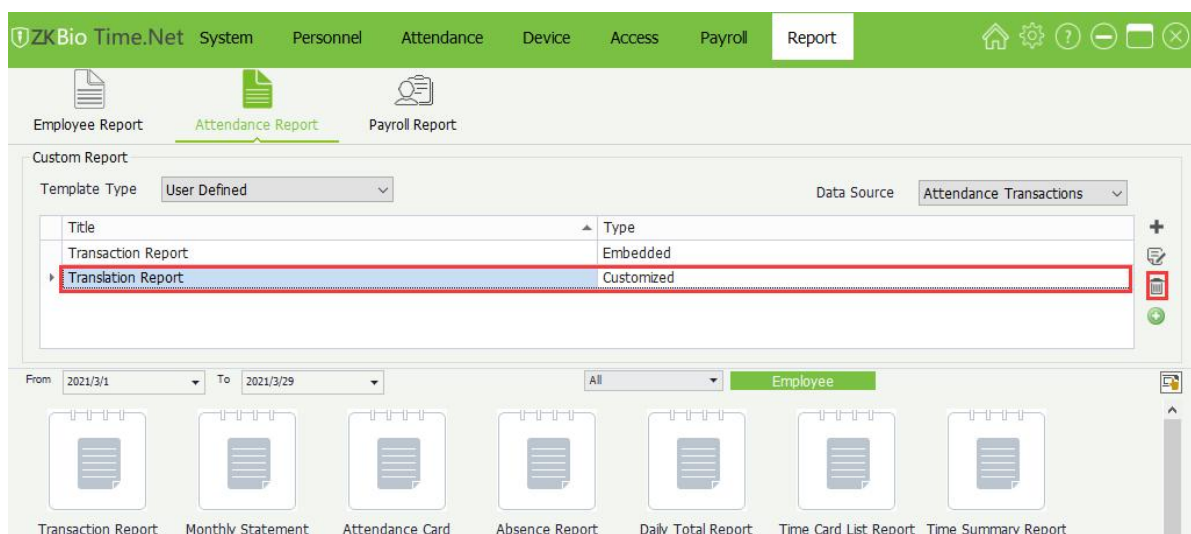 ZKBio Time.Net System Personnel Attendance Device Access Payroll Report
Employee Report Attendance Report Payroll Report
Custom Report
Template Type User Defined Data Source Attendance Transactions
Title Type
Transaction Report Embedded
Translation Report Customized
From 2021/3/1 To 2021/3/29 All Employee
Transaction Report Monthly Statement Attendance Card Absence Report Daily Total Report Time Card List Report Time Summary Report